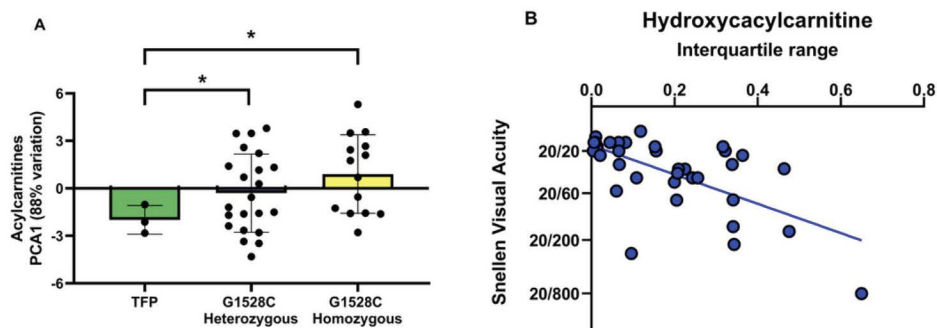 A
*
*
6
3
0
-3
-6
Acylcarnitines
PCA1 (88% variation)
TFP
G1528C
Heterozygous
G1528C
Homozygous
B
Hydroxycacylcarnitine
Interquartile range
0.0 0.2 0.4 0.6 0.8
20/20
20/60
20/200
20/800
Snellen Visual Acuity